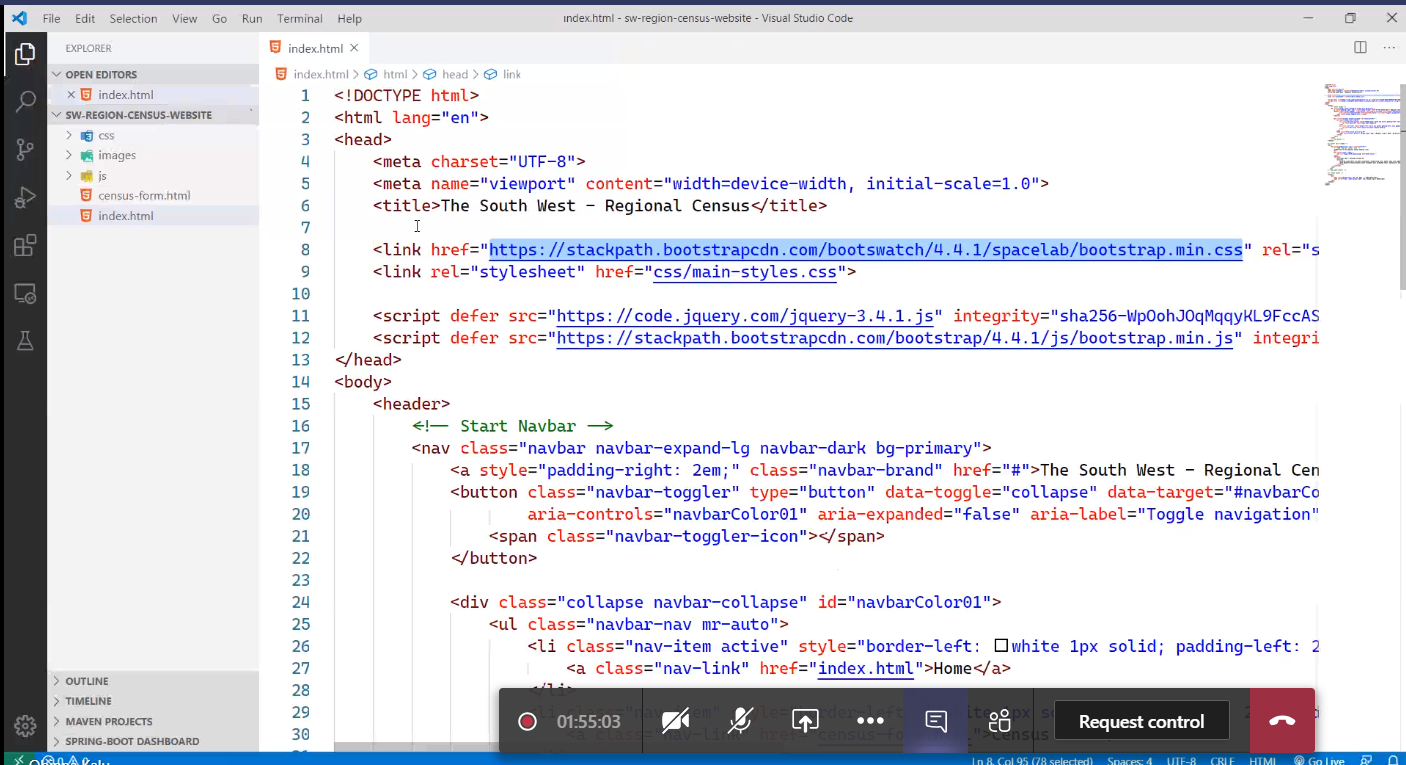 File Edit Selection View Go Run Terminal Help
index.html - sw-region-census-website - Visual Studio Code
EXPLORER
OPEN EDITORS
index.html
SW-REGION-CENSUS-WEBSITE
css
images
js
census-form.html
index.html
OUTLINE
TIMELINE
MAVEN PROJECTS
SPRING-BOOT DASHBOARD
index.html
index.html > html > head > link
1 <!DOCTYPE html>
2 <html lang="en">
3 <head>
4 <meta charset="UTF-8">
5 <meta name="viewport" content="width=device-width, initial-scale=1.0">
6 <title>The South West - Regional Census</title>
7
8 <link href="https://stackpath.bootstrapcdn.com/bootswatch/4.4.1/spacelab/bootstrap.min.css" rel="s
9 <link rel="stylesheet" href="css/main-styles.css">
10
11 <script defer src="https://code.jquery.com/jquery-3.4.1.js" integrity="sha256-WpOohJOqMqqyKL9FccAS
12 <script defer src="https://stackpath.bootstrapcdn.com/bootstrap/4.4.1/js/bootstrap.min.js" integri
13 </head>
14 <body>
15 <header>
16 <!-- Start Navbar -->
17 <nav class="navbar navbar-expand-lg navbar-dark bg-primary">
18 <a style="padding-right: 2em;" class="navbar-brand" href="#">The South West - Regional Cen
19 <button class="navbar-toggler" type="button" data-toggle="collapse" data-target="#navbarCo
20 aria-controls="navbarColor01" aria-expanded="false" aria-label="Toggle navigation"
21 <span class="navbar-toggler-icon"></span>
22 </button>
23
24 <div class="collapse navbar-collapse" id="navbarColor01">
25 <ul class="navbar-nav mr-auto">
26 <li class="nav-item active" style="border-left: white 1px solid; padding-left: 2
27 <a class="nav-link" href="index.html">Home</a>
28 </li>
29
30
01:55:03
Request control
Ln 8, Col 95 (78 selected) Spaces: 4 UTF-8 CRLF HTML Go Live